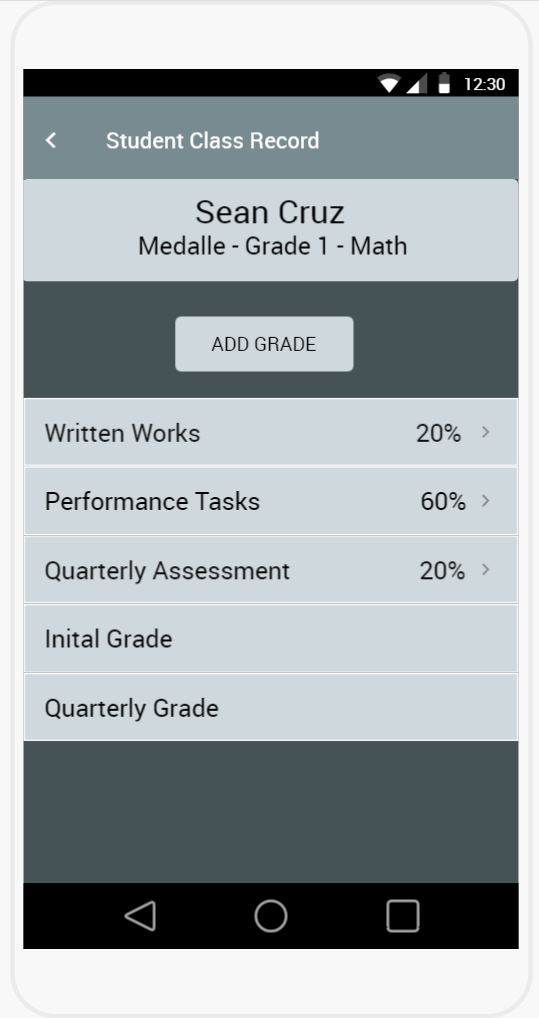 12:30
Student Class Record
Sean Cruz
Medalle - Grade 1 - Math
ADD GRADE
Written Works 20%
Performance Tasks 60%
Quarterly Assessment 20%
Inital Grade
Quarterly Grade